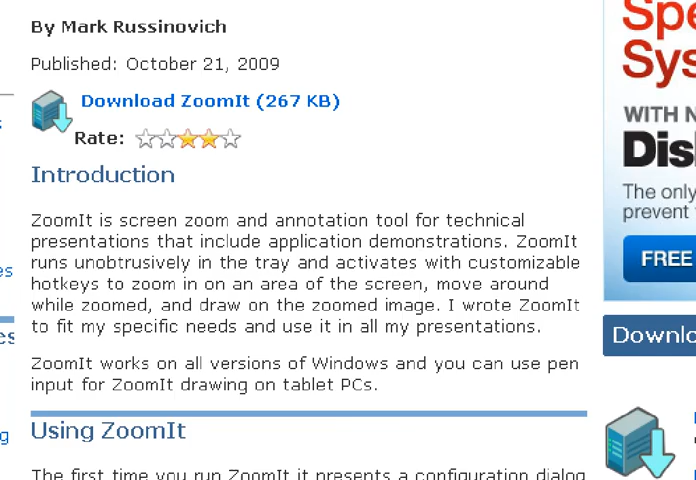 By Mark Russinovich
Published: October 21, 2009
Download ZoomIt (267 KB)
Rate:
Introduction
ZoomIt is screen zoom and annotation tool for technical
presentations that include application demonstrations. ZoomIt
runs unobtrusively in the tray and activates with customizable
hotkeys to zoom in on an area of the screen, move around
while zoomed, and draw on the zoomed image. I wrote ZoomIt
to fit my specific needs and use it in all my presentations.
ZoomIt works on all versions of Windows and you can use pen
input for ZoomIt drawing on tablet PCs.
Using ZoomIt
The first time you run ZoomIt it presents a configuration dialog
WITH
The only
prevent
FREE